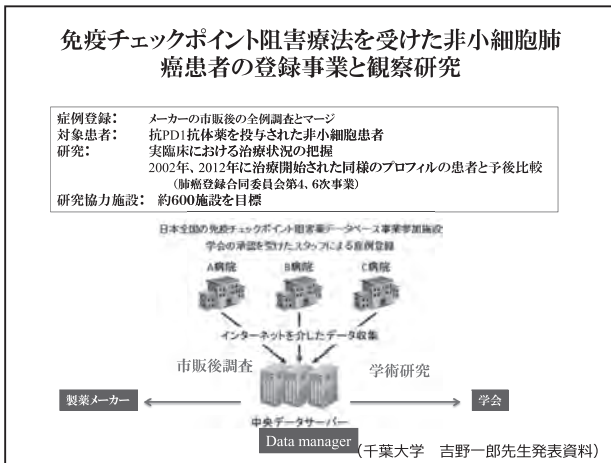 免疫チェックポイント阻害療法を受けた非小細胞肺
癌患者の登録事業と観察研究
症例登録： メーカーの市販後の全例調査とマージ
対象患者： 抗PD1抗体薬を投与された非小細胞患者
研究： 実臨床における治療状況の把握
2002年、2012年に治療開始された同様のプロフィルの患者と予後比較
（肺癌登録合同委員会第4、6次事業）
研究協力施設： 約600施設を目標
日本全国の免疫チェックポイント阻害薬データベース事業参加施設
学会の承認を受けたスタッフによる症例登録
A病院 B病院 C病院
インターネットを介したデータ収集
市販後調査 学術研究
製薬メーカー 学会
中央データサーバー
Data manager
（千葉大学 吉野一郎先生発表資料）